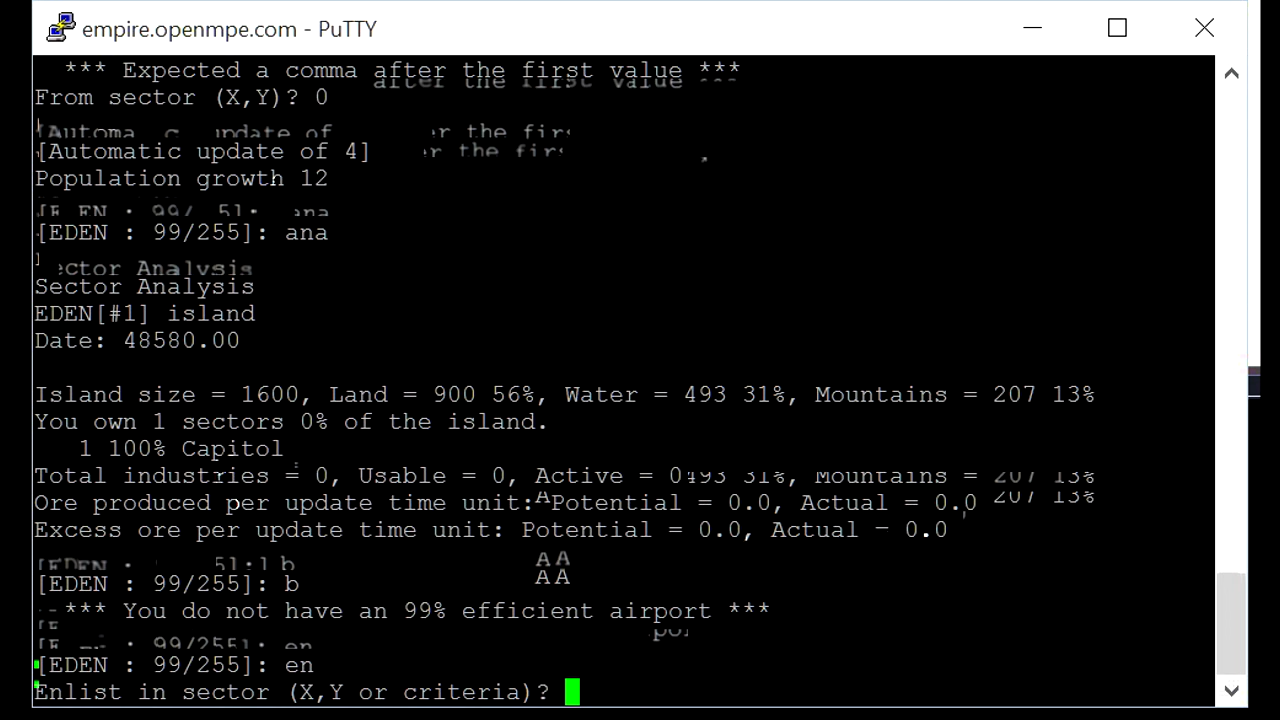 empire.openmpe.com - PuTTY
*** Expected a comma after the first value ***
From sector (X,Y)? 0
[Automatic update of 4]
Population growth 12
[EDEN : 99/255]: ana
Sector Analysis
EDEN[#1] island
Date: 48580.00
Island size = 1600, Land = 900 56%, Water = 493 31%, Mountains = 207 13%
You own 1 sectors 0% of the island.
1 100% Capitol
Total industries = 0, Usable = 0, Active = 0
Ore produced per update time unit: Potential = 0.0, Actual = 0.0
Excess ore per update time unit: Potential = 0.0, Actual = 0.0
[EDEN : 99/255]: b
*** You do not have an 99% efficient airport ***
[EDEN : 99/255]: en
Enlist in sector (X,Y or criteria)?